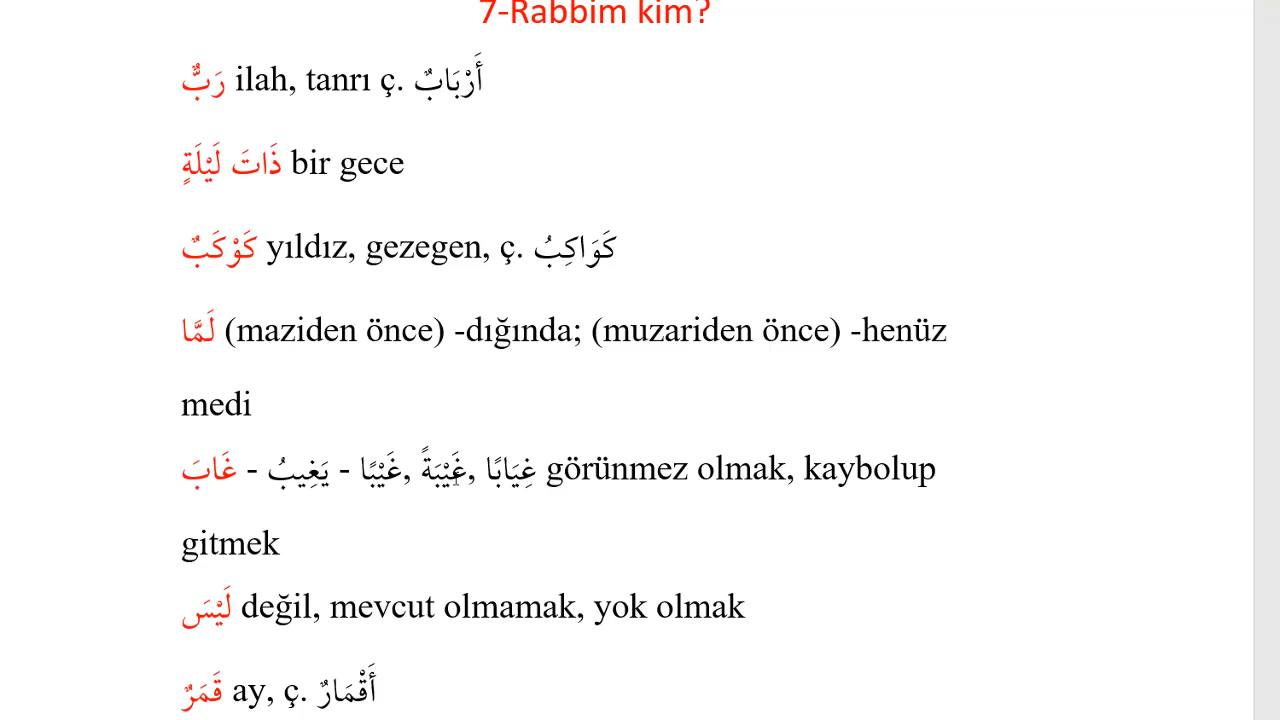 7-Rabbim kim?
رَبٌّ ilah, tanrı ç. أَرْبَابٌ
ذَاتَ لَيْلَةٍ bir gece
كَوْكَبٌ yıldız, gezegen, ç. كَوَاكِبُ
لَمَّا (maziden önce) -dığında; (muzariden önce) -henüz
medi
غَابَ - يَغِيبُ - غَيْبًا, غَيْبَةً, غِيَابًا görünmez olmak, kaybolup
gitmek
لَيْسَ değil, mevcut olmamak, yok olmak
قَمَرٌ ay, ç. أَقْمَارٌ